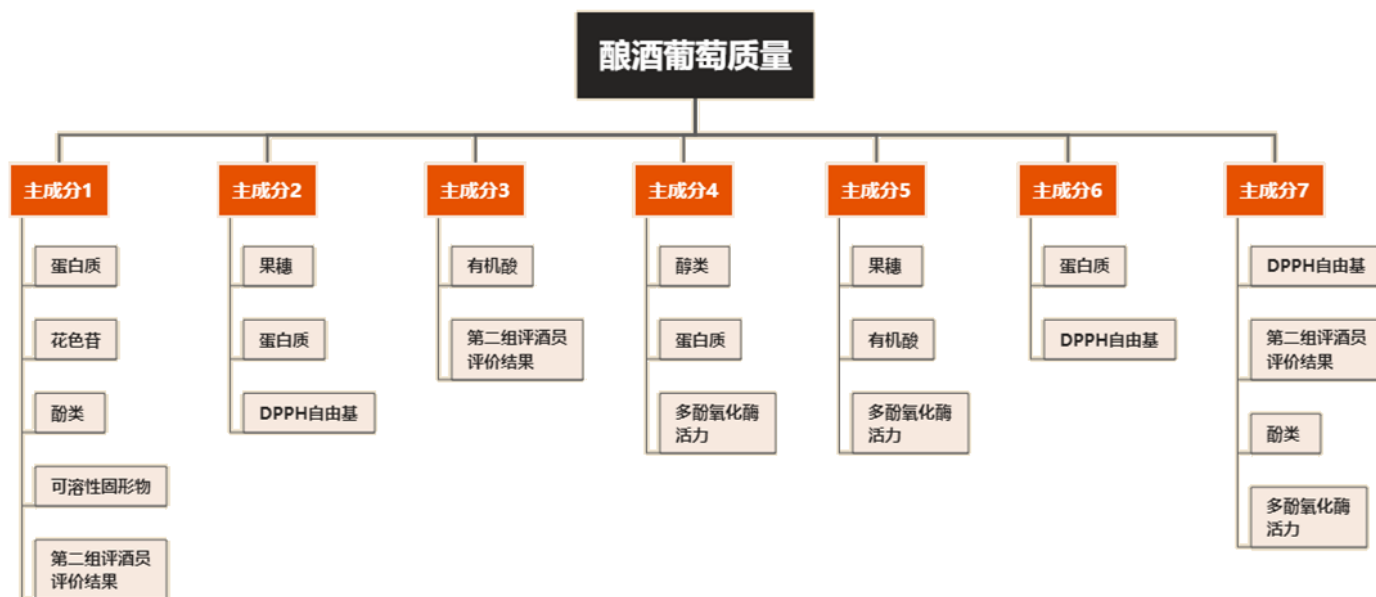 酿酒葡萄质量
主成分1
主成分2
主成分3
主成分4
主成分5
主成分6
主成分7
蛋白质
花色苷
酚类
可溶性固形物
第二组评酒员
评价结果
果穗
蛋白质
DPPH自由基
有机酸
第二组评酒员
评价结果
醇类
蛋白质
多酚氧化酶
活力
果穗
有机酸
多酚氧化酶
活力
蛋白质
DPPH自由基
DPPH自由基
第二组评酒员
评价结果
酚类
多酚氧化酶
活力